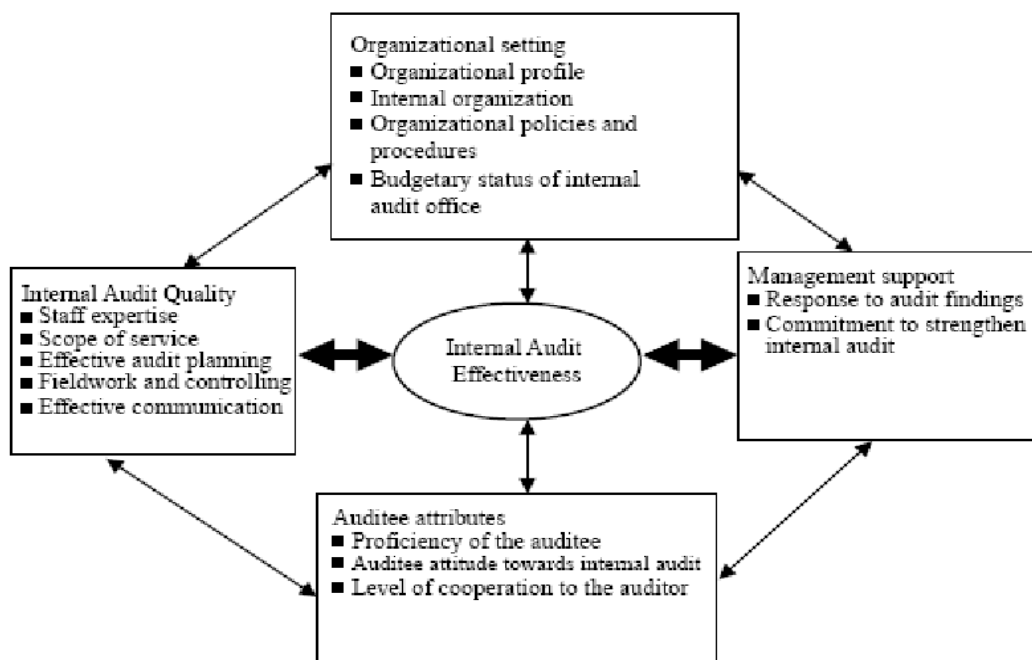 Organizational setting
■ Organizational profile
■ Internal organization
■ Organizational policies and
procedures
■ Budgetary status of internal
audit office
Internal Audit Quality
■ Staff expertise
■ Scope of service
■ Effective audit planning
■ Fieldwork and controlling
■ Effective communication
Internal Audit
Effectiveness
Management support
■ Response to audit findings
■ Commitment to strengthen
internal audit
Auditee attributes
■ Proficiency of the auditee
■ Auditee attitude towards internal audit
■ Level of cooperation to the auditor